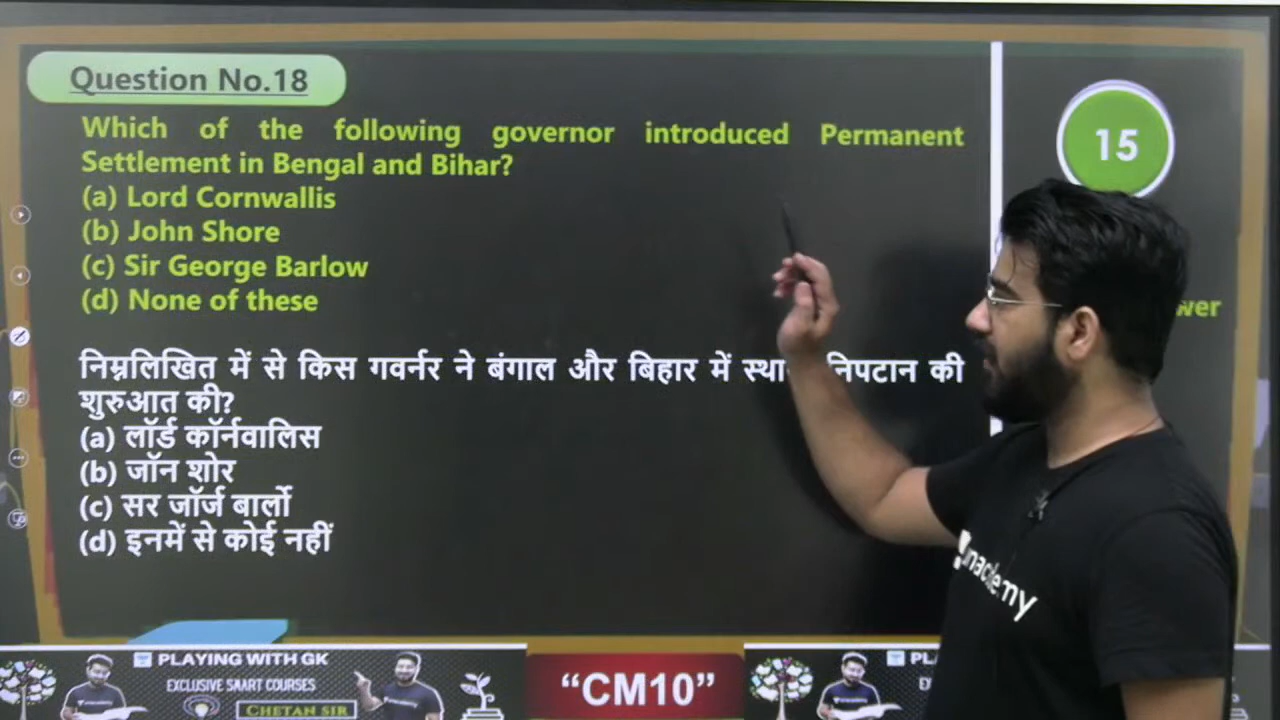 Question No.18
15
Which of the following governor introduced Permanent
Settlement in Bengal and Bihar?
(a) Lord Cornwallis
(b) John Shore
(c) Sir George Barlow
(d) None of these
wer
निम्नलिखित में से किस गवर्नर ने बंगाल और बिहार में की
शुरुआत की?
(a) लॉर्ड कॉर्नवालिस
(b) जॉन शोर
(c) सर जॉर्ज बार्लो
(d) इनमें से कोई नहीं
unacademy
PLAYING WITH GK
EXCLUSIVE SMART COURSES
CHETAN SIR
“CM10”